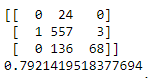 [[  0  24   0]
 [  1 557   3]
 [  0 136  68]]
0.7921419518377694